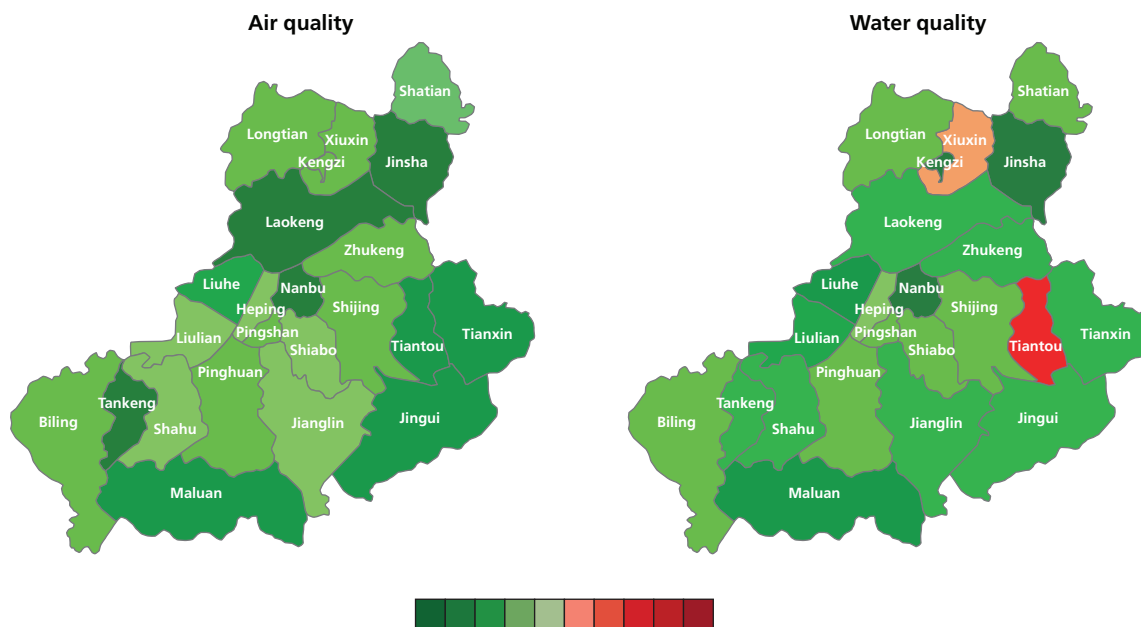 Air quality
Shatian
Longtian
Xiuxin
Kengzi
Jinsha
Laokeng
Zhukeng
Liuhe
Nanbu
Heping
Shijing
Liulian
Pingshan
Tianxin
Shiabo
Tiantou
Pinghuan
Tankeng
Biling
Shahu
Jianglin
Jingui
Maluan
Water quality
Shatian
Longtian
Xiuxin
Kengzi
Jinsha
Laokeng
Zhukeng
Liuhe
Nanbu
Heping
Shijing
Liulian
Pingshan
Tianxin
Shiabo
Tiantou
Pinghuan
Tankeng
Biling
Shahu
Jianglin
Jingui
Maluan